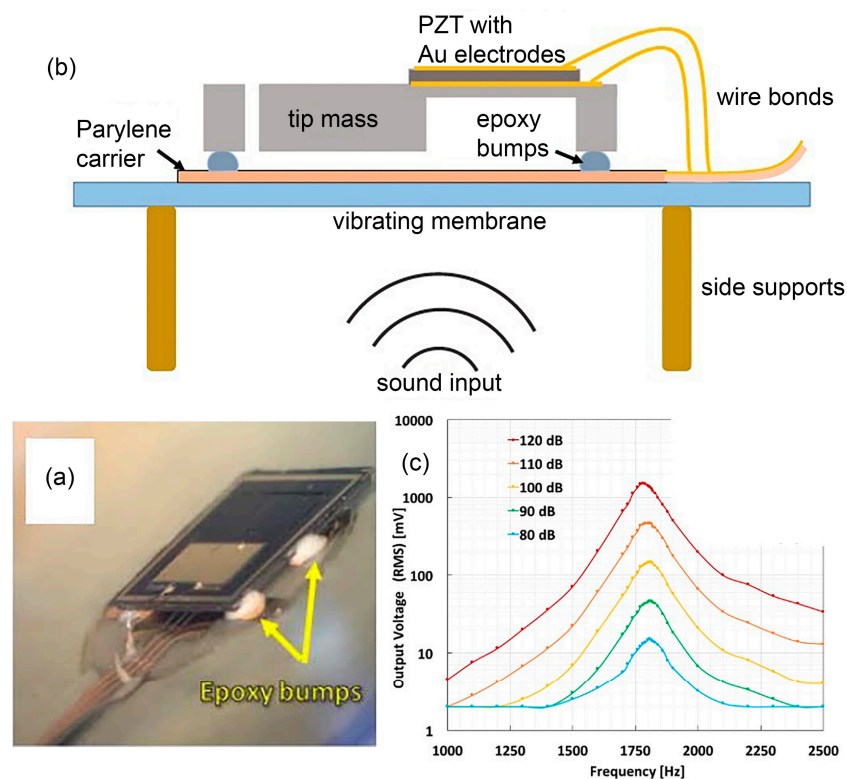 (b)
PZT with
Au electrodes
wire bonds
tip mass
epoxy
bumps
Parylene
carrier
vibrating membrane
side supports
sound input
(a)
Epoxy bumps
(c)
Output Voltage (RMS) [mV]
10000
1000
100
10
1
120 dB
110 dB
100 dB
90 dB
80 dB
1000 1250 1500 1750 2000 2250 2500
Frequency [Hz]